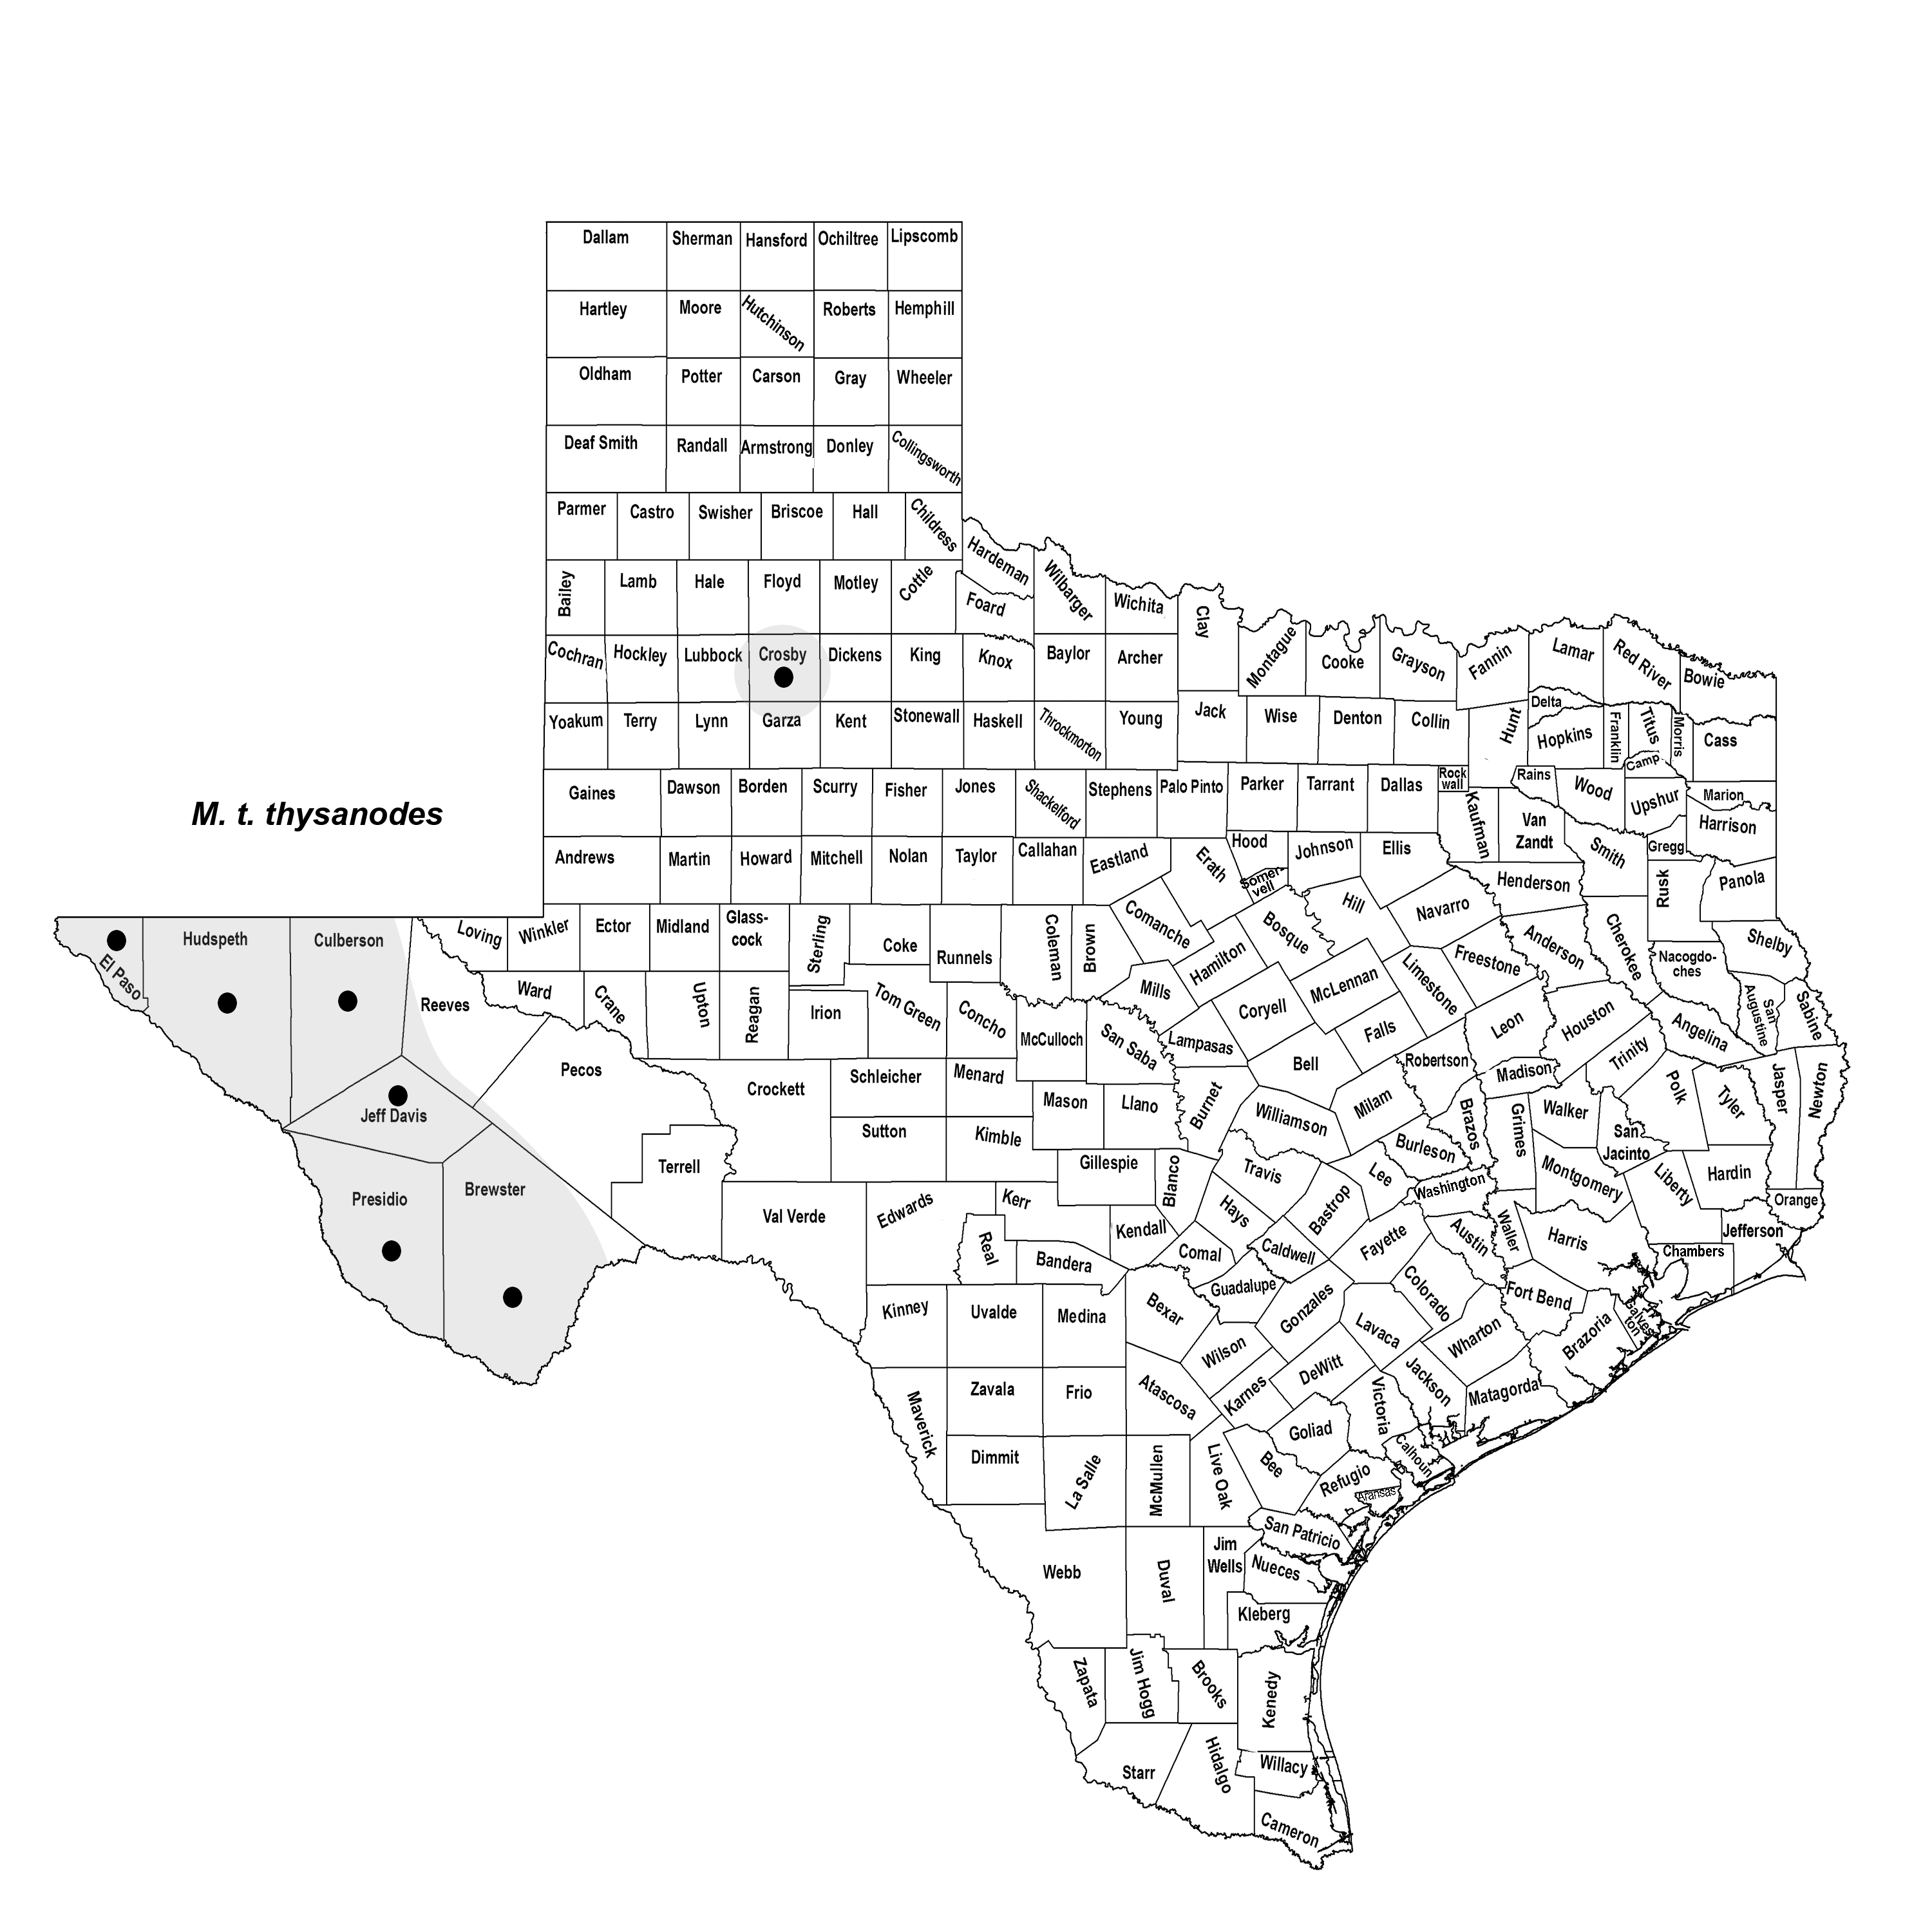 Dallam Sherman Hansford Ochiltree Lipscomb
Hartley Moore Hutchinson Roberts Hemphill
Oldham Potter Carson Gray Wheeler
Deaf Smith Randall Armstrong Donley Collingsworth
Parmer Castro Swisher Briscoe Hall Childress
Hardeman
Bailey Lamb Hale Floyd Motley Cottle Foard Wilbarger Wichita Clay
Cochran Hockley Lubbock Crosby Dickens King Knox Baylor Archer Montague Cooke Grayson Fannin Lamar Red River Bowie
Yoakum Terry Lynn Garza Kent Stonewall Haskell Throckmorton Young Jack Wise Denton Collin Hunt Delta Hopkins Franklin Titus Morris Cass
Camp
M. t. thysanodes
Gaines Dawson Borden Scurry Fisher Jones Shackelford Stephens Palo Pinto Parker Tarrant Dallas Rock
wall
Kaufman Rains Wood Upshur Marion
Van
Zandt
Harrison
Andrews Martin Howard Mitchell Nolan Taylor Callahan Eastland Erath Hood Johnson Ellis Smith Gregg
Somer-
vell
Henderson Rusk Panola
El Paso Hudspeth Culberson Reeves Loving Winkler Ector Midland Glass-
cock
Sterling Coke Runnels Coleman Brown Comanche Hamilton Bosque Hill Navarro Freestone Anderson Cherokee Nacogdo-
ches
Shelby
Ward Crane Upton Reagan Irion Tom Green Concho McCulloch San Saba Mills Lampasas Coryell McLennan Limestone Falls Leon Houston Angelina San
Augustine
Sabine
Jeff Davis Pecos Crockett Schleicher Menard Mason Llano Burnet Bell Williamson Milam Robertson Madison Trinity Polk Tyler Jasper Newton
Sutton Kimble Gillespie Blanco Travis Lee Burleson Brazos Grimes Walker San
Jacinto
Presidio Brewster Terrell Val Verde Edwards Kerr Real Kendall Bandera Hays Comal Caldwell Bastrop Fayette Washington Austin Waller Montgomery Liberty Hardin Orange
Harris Chambers Jefferson
Kinney Uvalde Medina Bexar Guadalupe Gonzales Colorado Fort Bend Galves
ton
Brazoria
Wilson Lavaca Wharton
Maverick Zavala Frio Atascosa Karnes DeWitt Jackson Matagorda
Victoria
Dimmit La Salle McMullen Live Oak Bee Goliad Refugio Calhoun
Aransas
San Patricio
Webb Duval Jim
Wells
Nueces
Kleberg
Zapata Jim Hogg Brooks Kenedy
Starr Hidalgo Willacy
Cameron